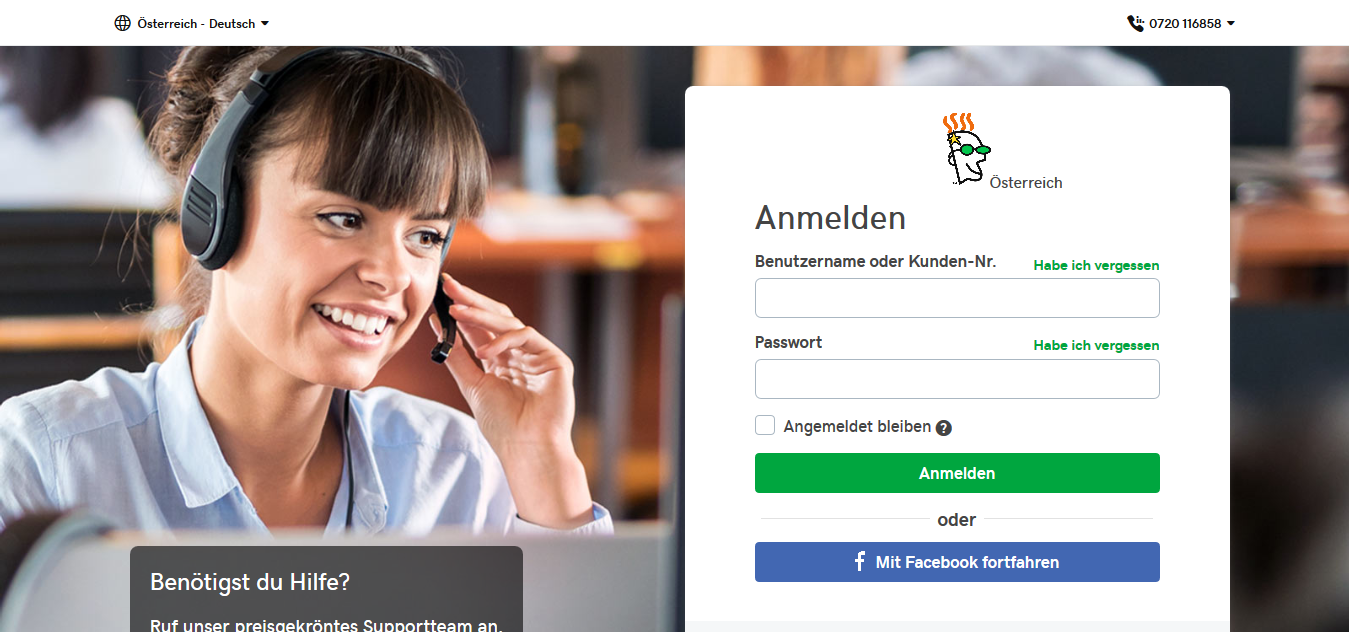 Österreich - Deutsch
0720 116858
Österreich
Anmelden
Benutzername oder Kunden-Nr.
Habe ich vergessen
Passwort
Habe ich vergessen
Angemeldet bleiben ?
Anmelden
oder
Mit Facebook fortfahren
Benötigst du Hilfe?
Ruf unser preisgekröntes Supportteam an.